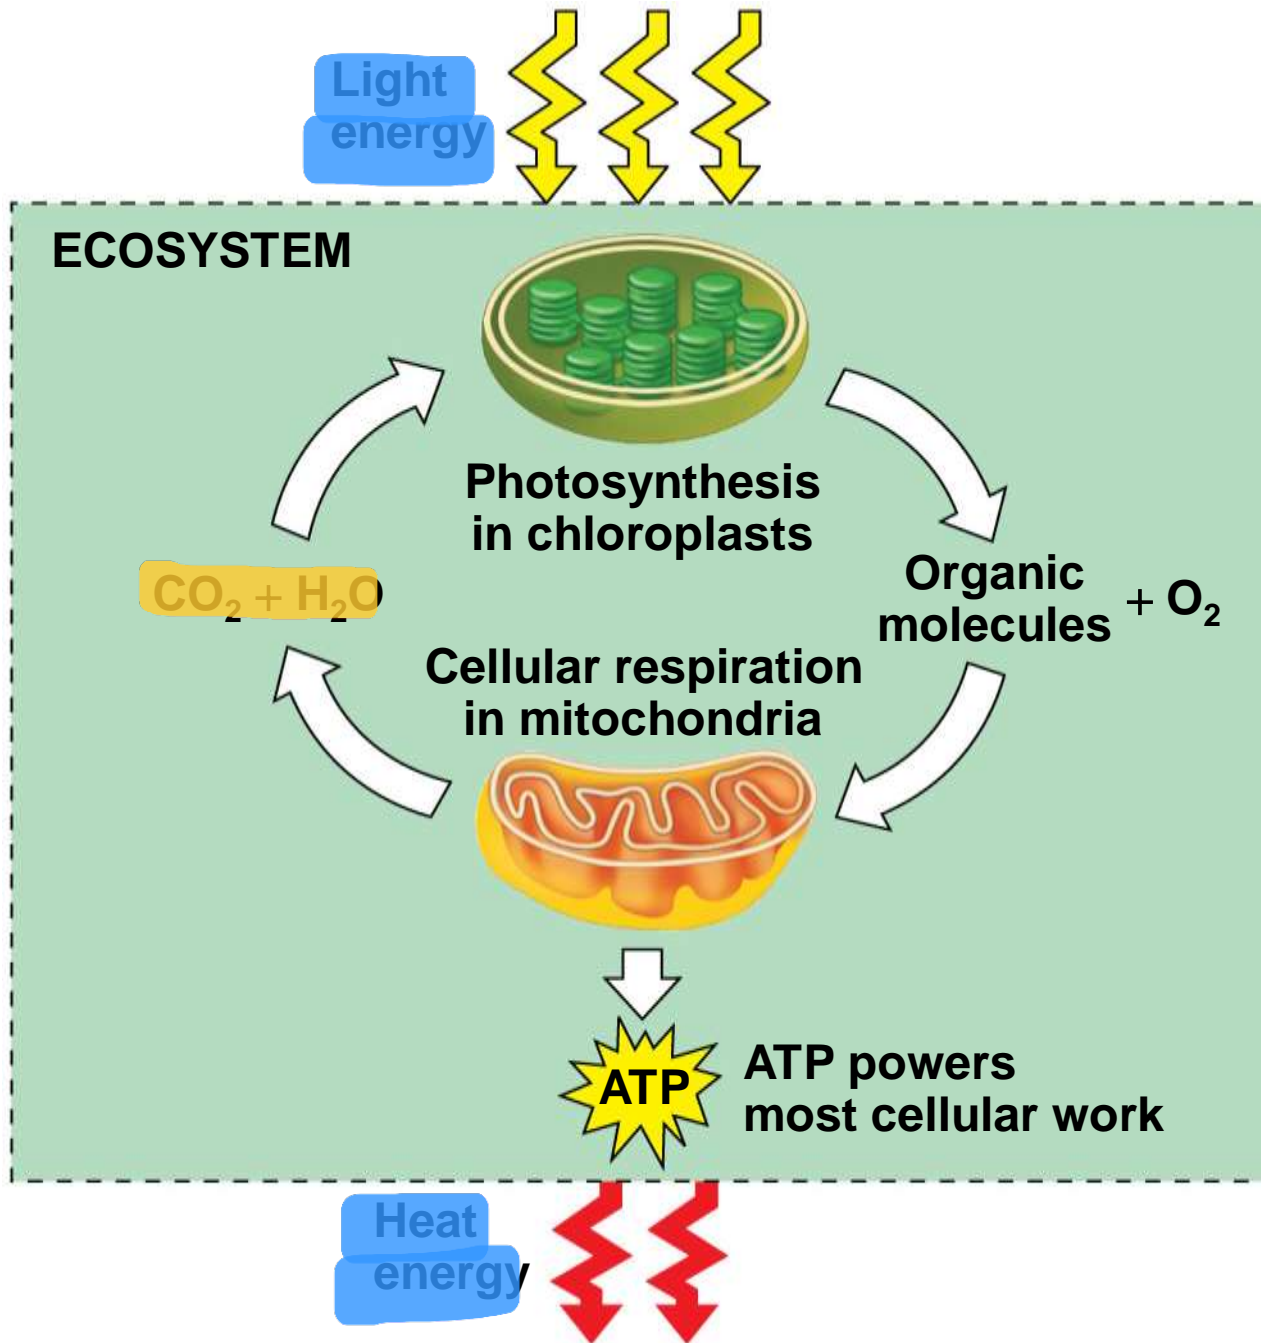 Light
energy
ECOSYSTEM
Photosynthesis
in chloroplasts
CO₂ + H₂O
Organic
molecules + O₂
Cellular respiration
in mitochondria
ATP
ATP powers
most cellular work
Heat
energy